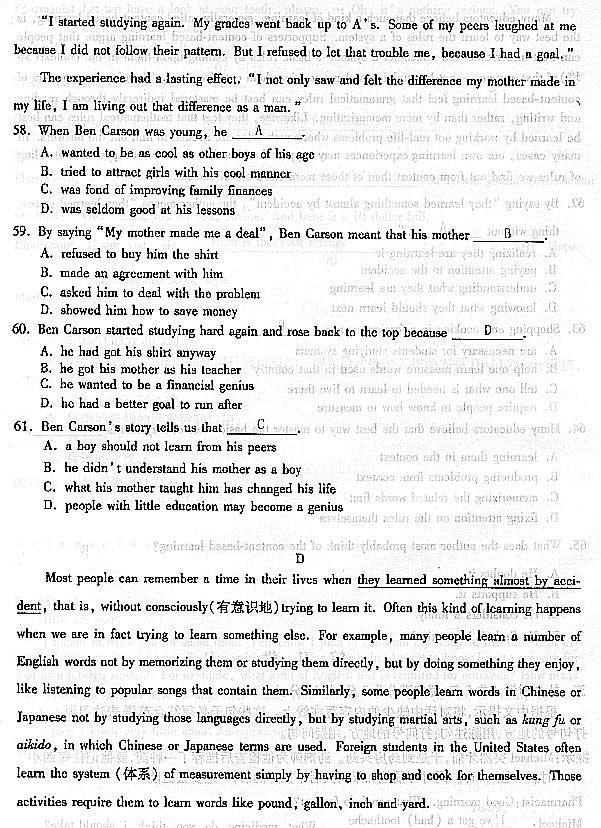 "I started studying again. My grades went back up to A's. Some of my peers laughed at me
because I did not follow their pattern. But I refused to let that trouble me, because I had a goal."
The experience had a lasting effect. "I not only saw and felt the difference my mother made in
my life, I am living out that difference as a man."
58. When Ben Carson was young, he A.
A. wanted to be as cool as other boys of his age
B. tried to attract girls with his cool manner
C. was fond of improving family finances
D. was seldom good at his lessons
59. By saying "My mother made me a deal", Ben Carson meant that his mother B.
A. refused to buy him the shirt
B. made an agreement with him
C. asked him to deal with the problem
D. showed him how to save money
60. Ben Carson started studying hard again and rose back to the top because D.
A. he had got his shirt anyway
B. he got his mother as his teacher
C. he wanted to be a financial genius
D. he had a better goal to run after
61. Ben Carson's story tells us that C.
A. a boy should not learn from his peers
B. he didn't understand his mother as a boy
C. what his mother taught him has changed his life
D. people with little education may become a genius
D
Most people can remember a time in their lives when they learned something almost by acci-
dent, that is, without consciously(有意识地)trying to learn it. Often this kind of learning happens
when we are in fact trying to learn something else. For example, many people learn a number of
English words not by memorizing them or studying them directly, but by doing something they enjoy,
like listening to popular songs that contain them. Similarly, some people learn words in Chinese or
Japanese not by studying those languages directly, but by studying martial arts, such as kung fu or
aikido, in which Chinese or Japanese terms are used. Foreign students in the United States often
learn the system (体系) of measurement simply by having to shop and cook for themselves. Those
activities require them to learn words like pound, gallon, inch and yard.